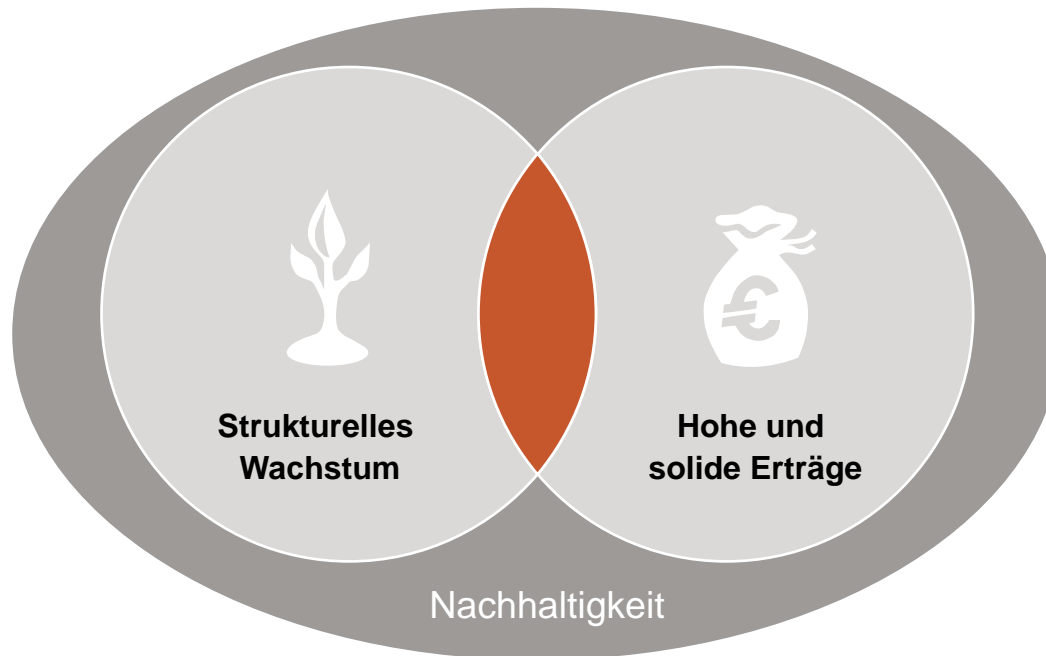 Strukturelles
Wachstum
Hohe und
solide Erträge
Nachhaltigkeit